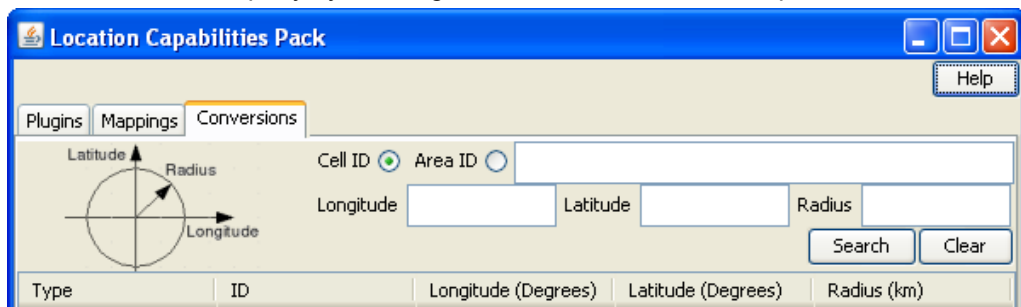 Location Capabilities Pack
Help
Plugins Mappings Conversions
Latitude
Radius
Longitude
Cell ID Area ID
Longitude Latitude Radius
Search Clear
Type ID Longitude (Degrees) Latitude (Degrees) Radius (km)